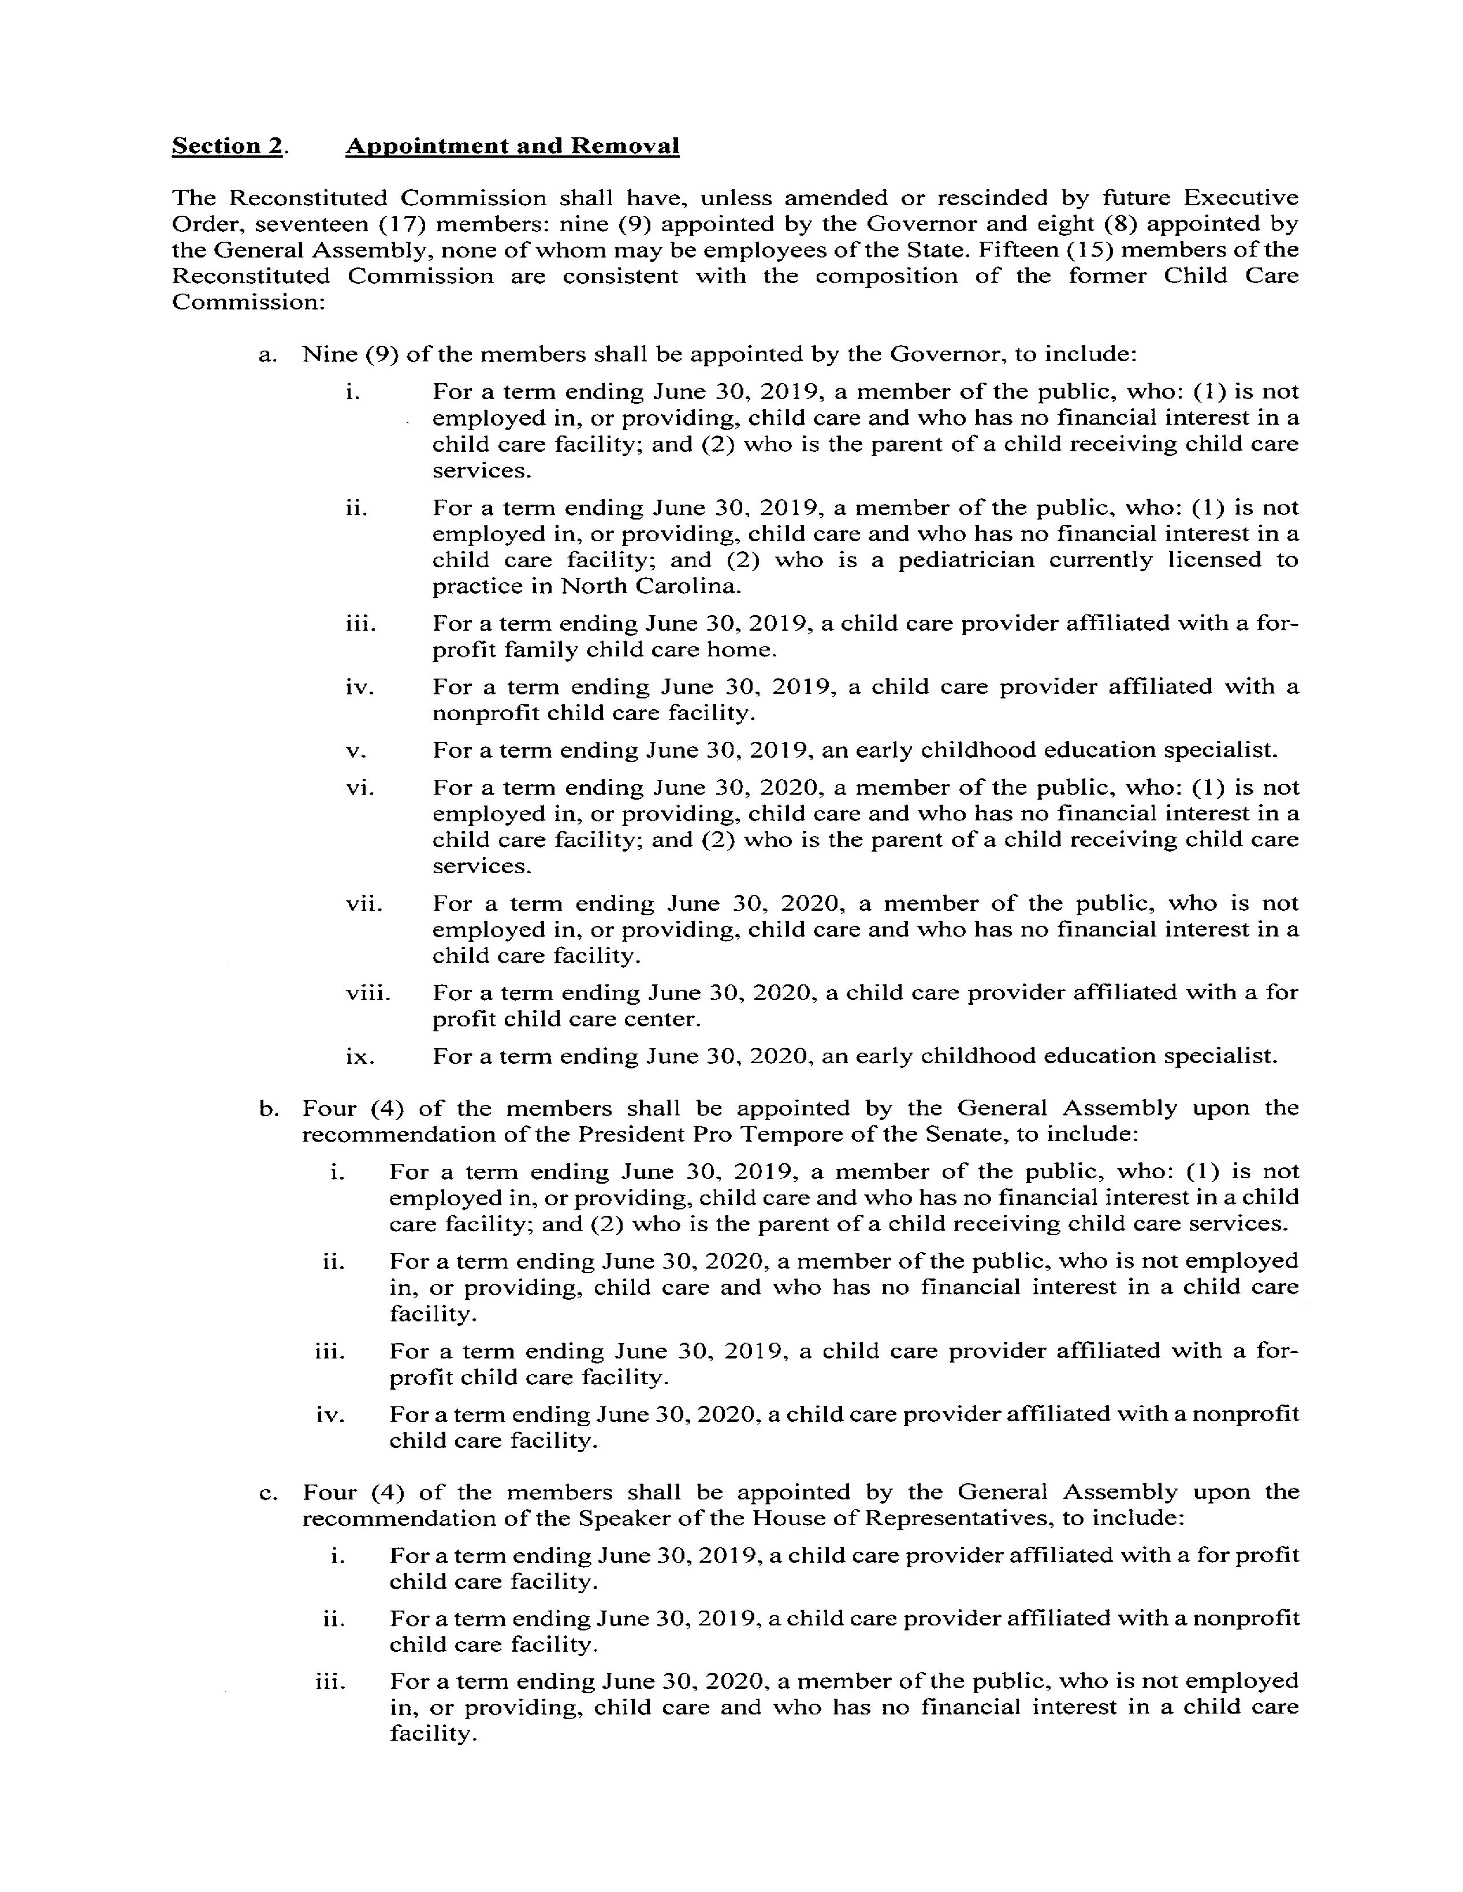 Section 2. Appointment and Removal
The Reconstituted Commission shall have, unless amended or rescinded by future Executive
Order, seventeen (17) members: nine (9) appointed by the Governor and eight (8) appointed by
the General Assembly, none of whom may be employees of the State. Fifteen (15) members of the
Reconstituted Commission are consistent with the composition of the former Child Care
Commission:
a. Nine (9) of the members shall be appointed by the Governor, to include:
i. For a term ending June 30, 2019, a member of the public, who: (1) is not
employed in, or providing, child care and who has no financial interest in a
child care facility; and (2) who is the parent of a child receiving child care
services.
ii. For a term ending June 30, 2019, a member of the public, who: (1) is not
employed in, or providing, child care and who has no financial interest in a
child care facility; and (2) who is a pediatrician currently licensed to
practice in North Carolina.
iii. For a term ending June 30, 2019, a child care provider affiliated with a for-
profit family child care home.
iv. For a term ending June 30, 2019, a child care provider affiliated with a
nonprofit child care facility.
v. For a term ending June 30, 2019, an early childhood education specialist.
vi. For a term ending June 30, 2020, a member of the public, who: (1) is not
employed in, or providing, child care and who has no financial interest in a
child care facility; and (2) who is the parent of a child receiving child care
services.
vii. For a term ending June 30, 2020, a member of the public, who is not
employed in, or providing, child care and who has no financial interest in a
child care facility.
viii. For a term ending June 30, 2020, a child care provider affiliated with a for
profit child care center.
ix. For a term ending June 30, 2020, an early childhood education specialist.
b. Four (4) of the members shall be appointed by the General Assembly upon the
recommendation of the President Pro Tempore of the Senate, to include:
i. For a term ending June 30, 2019, a member of the public, who: (1) is not
employed in, or providing, child care and who has no financial interest in a child
care facility; and (2) who is the parent of a child receiving child care services.
ii. For a term ending June 30, 2020, a member of the public, who is not employed
in, or providing, child care and who has no financial interest in a child care
facility.
iii. For a term ending June 30, 2019, a child care provider affiliated with a for-
profit child care facility.
iv. For a term ending June 30, 2020, a child care provider affiliated with a nonprofit
child care facility.
c. Four (4) of the members shall be appointed by the General Assembly upon the
recommendation of the Speaker of the House of Representatives, to include:
i. For a term ending June 30, 2019, a child care provider affiliated with a for profit
child care facility.
ii. For a term ending June 30, 2019, a child care provider affiliated with a nonprofit
child care facility.
iii. For a term ending June 30, 2020, a member of the public, who is not employed
in, or providing, child care and who has no financial interest in a child care
facility.